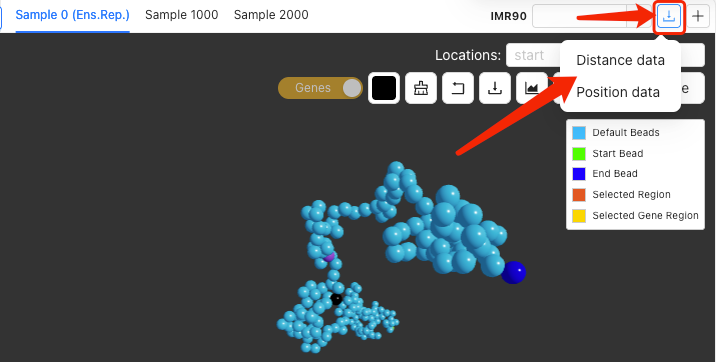 Sample 0 (Ens.Rep.) Sample 1000 Sample 2000 IMR90
Locations: start
Distance data
Position data
Genes
e
Default Beads
Start Bead
End Bead
Selected Region
Selected Gene Region